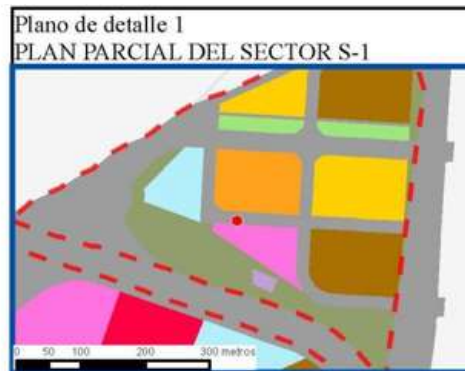 Plano de detalle 1
PLAN PARCIAL DEL SECTOR S-1
0 50 100 200 300 metros